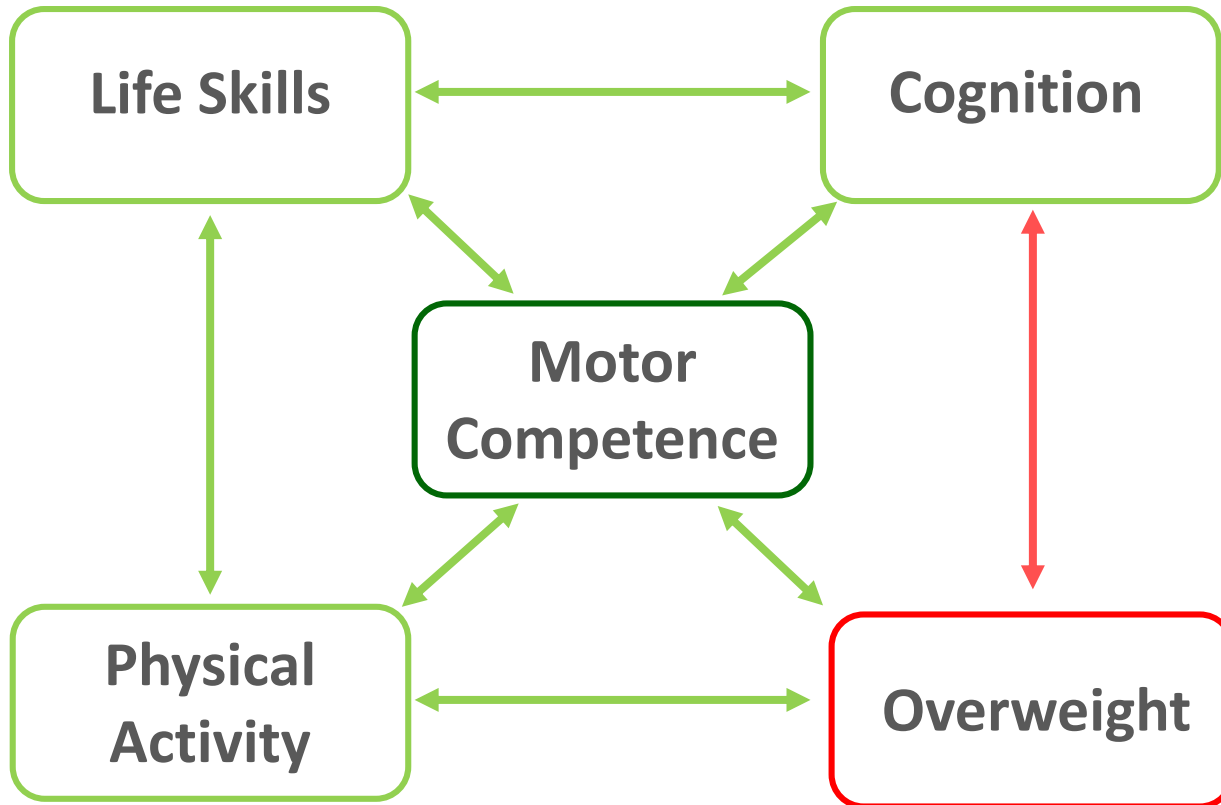 Life Skills
Cognition
Motor
Competence
Physical
Activity
Overweight